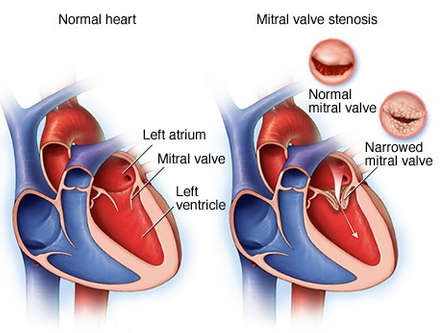 Normal heart
Mitral valve stenosis
Normal
mitral valve
Left atrium
Mitral valve
Narrowed
mitral valve
Left
ventricle